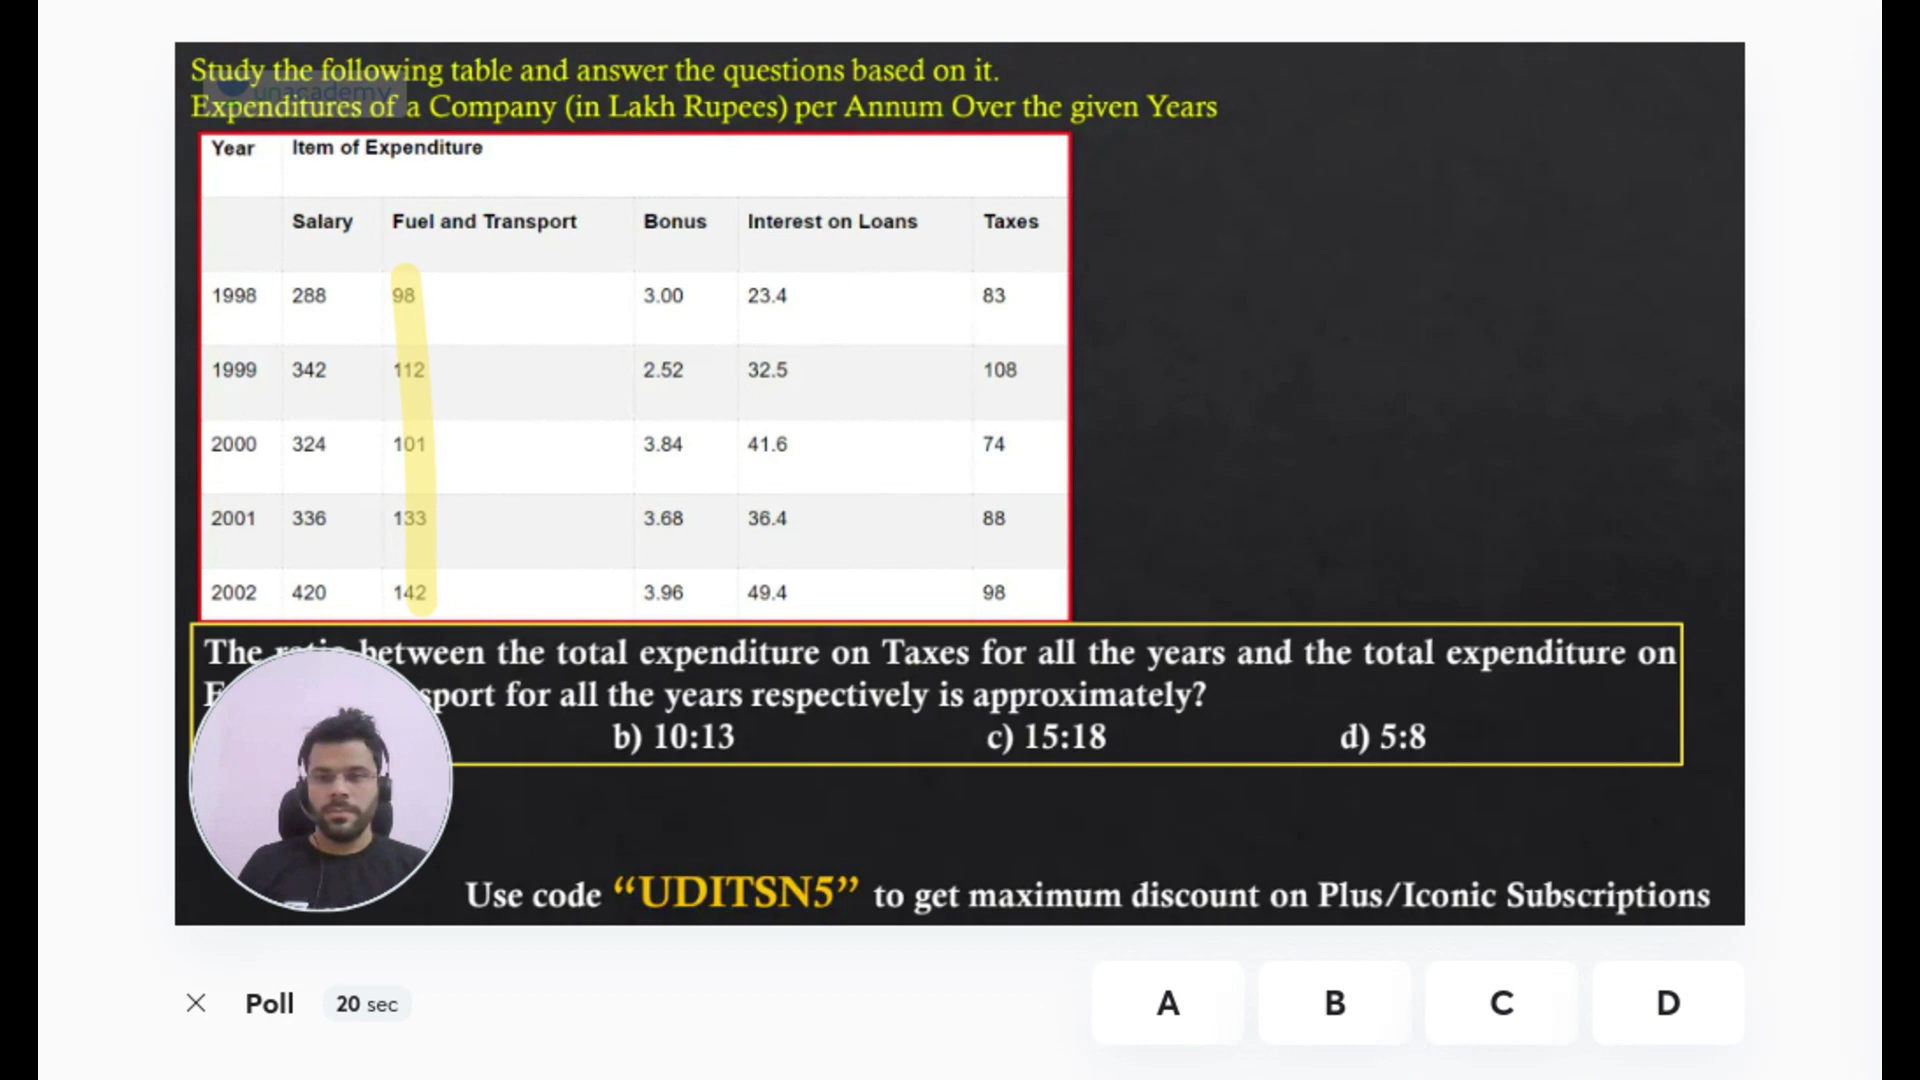 Study the following table and answer the questions based on it.
unacademy
Expenditures of a Company (in Lakh Rupees) per Annum Over the given Years
Year Item of Expenditure
Salary Fuel and Transport Bonus Interest on Loans Taxes
1998 288 98 3.00 23.4 83
1999 342 112 2.52 32.5 108
2000 324 101 3.84 41.6 74
2001 336 133 3.68 36.4 88
2002 420 142 3.96 49.4 98
The ratio between the total expenditure on Taxes for all the years and the total expenditure on
sport for all the years respectively is approximately?
b) 10:13 c) 15:18 d) 5:8
Use code “UDITSN5” to get maximum discount on Plus/Iconic Subscriptions
Poll 20 sec A B C D